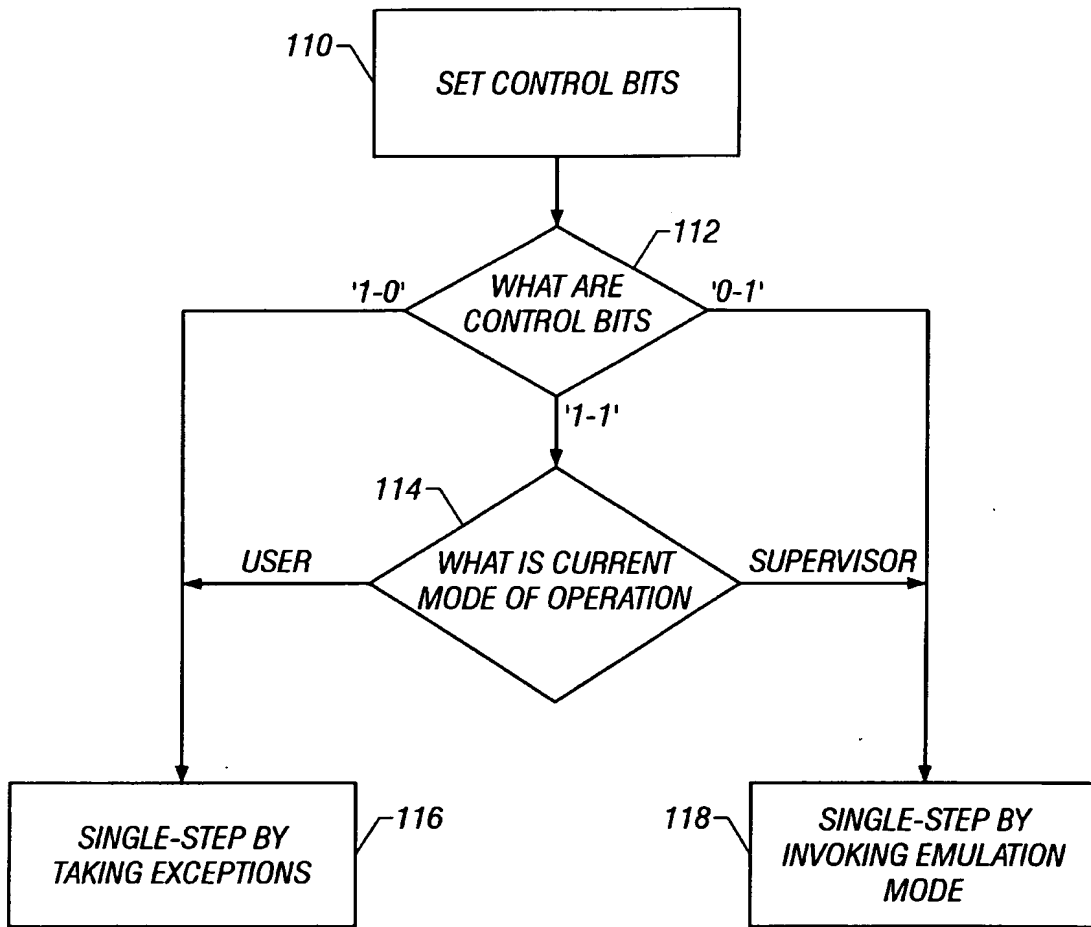 110
SET CONTROL BITS
112
'1-0'
WHAT ARE
CONTROL BITS
'0-1'
'1-1'
114
USER
WHAT IS CURRENT
MODE OF OPERATION
SUPERVISOR
SINGLE-STEP BY
TAKING EXCEPTIONS
116
118
SINGLE-STEP BY
INVOKING EMULATION
MODE